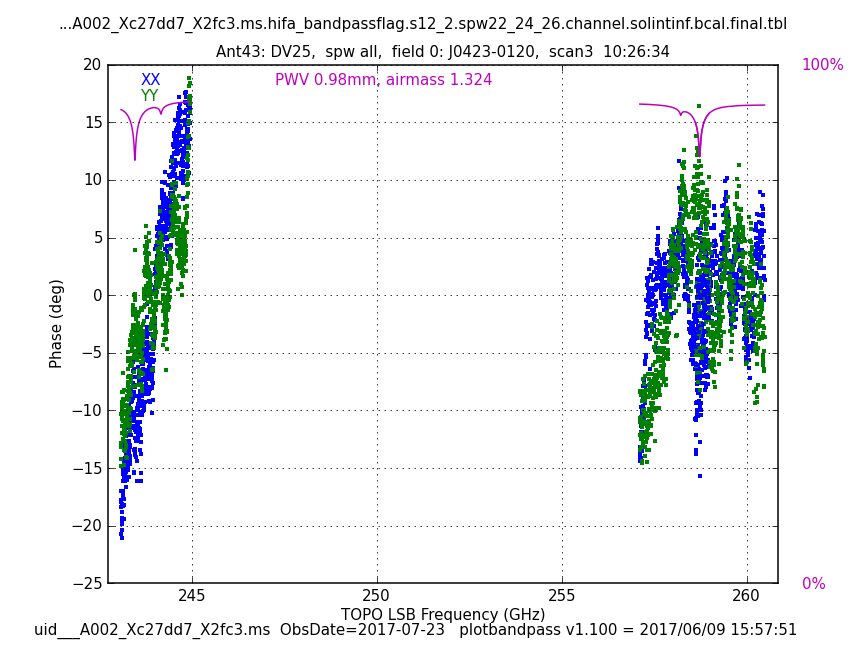 ...A002_Xc27dd7_X2fc3.ms.hifa_bandpassflag.s12_2.spw22_24_26.channel.solintinf.bcal.final.tbl
Ant43: DV25,  spw all,  field 0: J0423-0120,  scan3  10:26:34
XX
YY
PWV 0.98mm, airmass 1.324
100%
0%
20
15
10
5
0
−5
−10
−15
−20
−25
Phase (deg)
245
250
255
260
TOPO LSB Frequency (GHz)
uid___A002_Xc27dd7_X2fc3.ms  ObsDate=2017-07-23   plotbandpass v1.100 = 2017/06/09 15:57:51